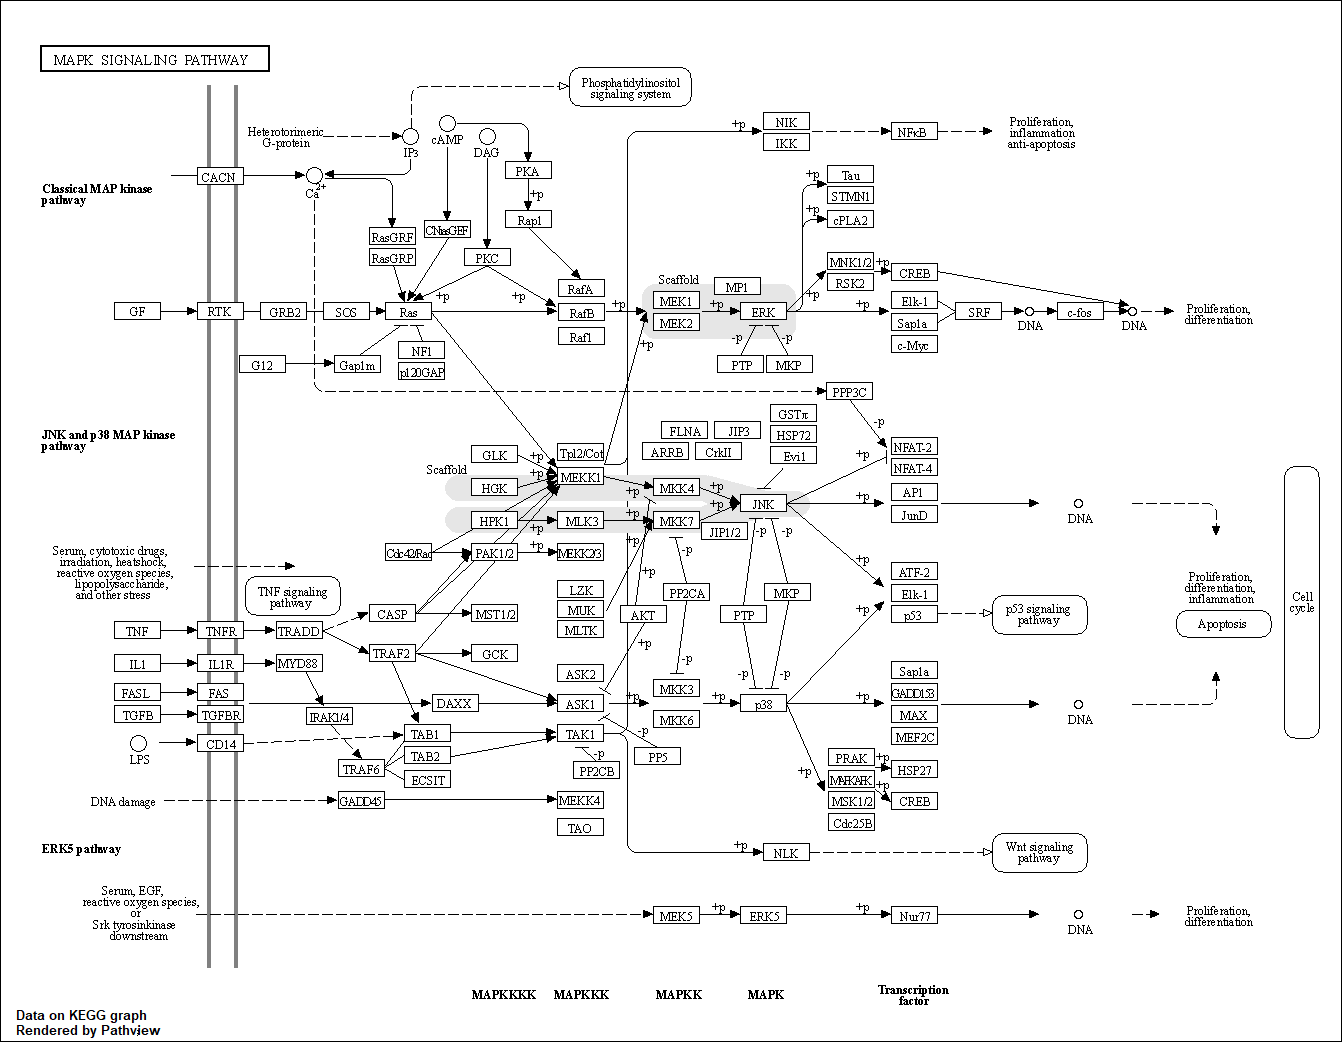 MAPK SIGNALING PATHWAY
Phosphatidylinositol
signaling system
Heterotorimeric
G-protein
IP3
cAMP
DAG
+p
NIK
IKK
NFκB
Proliferation,
inflammation
anti-apoptosis
Classical MAP kinase
pathway
CACN
Ca2+
PKA
+p
Rap1
+p
Tau
STMN1
+p
cPLA2
RasGRF
RasGRP
CNrasGEF
PKC
RafA
Scaffold
MP1
+p
MNK1/2
RSK2
+p
CREB
GF
RTK
GRB2
SOS
Ras
+p
+p
RafB
Raf1
+p
MEK1
MEK2
+p
ERK
+p
Elk-1
Sap1a
c-Myc
SRF
DNA
c-fos
DNA
Proliferation,
differentiation
G12
Gap1m
NF1
p120GAP
+p
-p
-p
PTP
MKP
PPP3C
-p
JNK and p38 MAP kinase
pathway
GLK
+p
Tpl2/Cot
FLNA
JIP3
ARRB
CrkII
GSTπ
HSP72
Evi1
NFAT-2
NFAT-4
Scaffold
HGK
+p
MEKK1
+p
MKK4
+p
JNK
+p
AP1
JunD
DNA
HPK1
+p
MLK3
+p
+p
MKK7
+p
JIP1/2
-p
-p
Cdc42/Rac
PAK1/2
+p
MEKK2/3
+p
-p
+p
+p
ATF-2
Elk-1
p53
p53 signaling
pathway
Serum, cytotoxic drugs,
irradiation, heatshock,
reactive oxygen species,
lipopolysaccharide,
and other stress
TNF signaling
pathway
LZK
MUK
MLTK
PP2CA
AKT
PTP
MKP
+p
Proliferation,
differentiation,
inflammation
Apoptosis
Cell
cycle
CASP
MST1/2
TNF
TNFR
TRADD
TRAF2
GCK
+p
IL1
IL1R
MYD88
ASK2
-p
-p
-p
FASL
FAS
DAXX
ASK1
+p
MKK3
MKK6
+p
p38
+p
Sap1a
GADD153
MAX
MEF2C
DNA
TGFB
TGFBR
IRAK1/4
LPS
CD14
TAB1
TAB2
ECSIT
TRAF6
TAK1
-p
PP2CB
-p
PP5
+p
PRAK
MAPKAPK
MSK1/2
Cdc25B
+p
HSP27
+p
CREB
DNA damage
GADD45
MEKK4
TAO
ERK5 pathway
+p
NLK
Wnt signaling
pathway
Serum, EGF,
reactive oxygen species,
or
Srk tyrosinkinase
downstream
MEK5
+p
ERK5
+p
Nur77
DNA
Proliferation,
differentiation
MAPKKKK
MAPKKK
MAPKK
MAPK
Transcription
factor
Data on KEGG graph
Rendered by Pathview